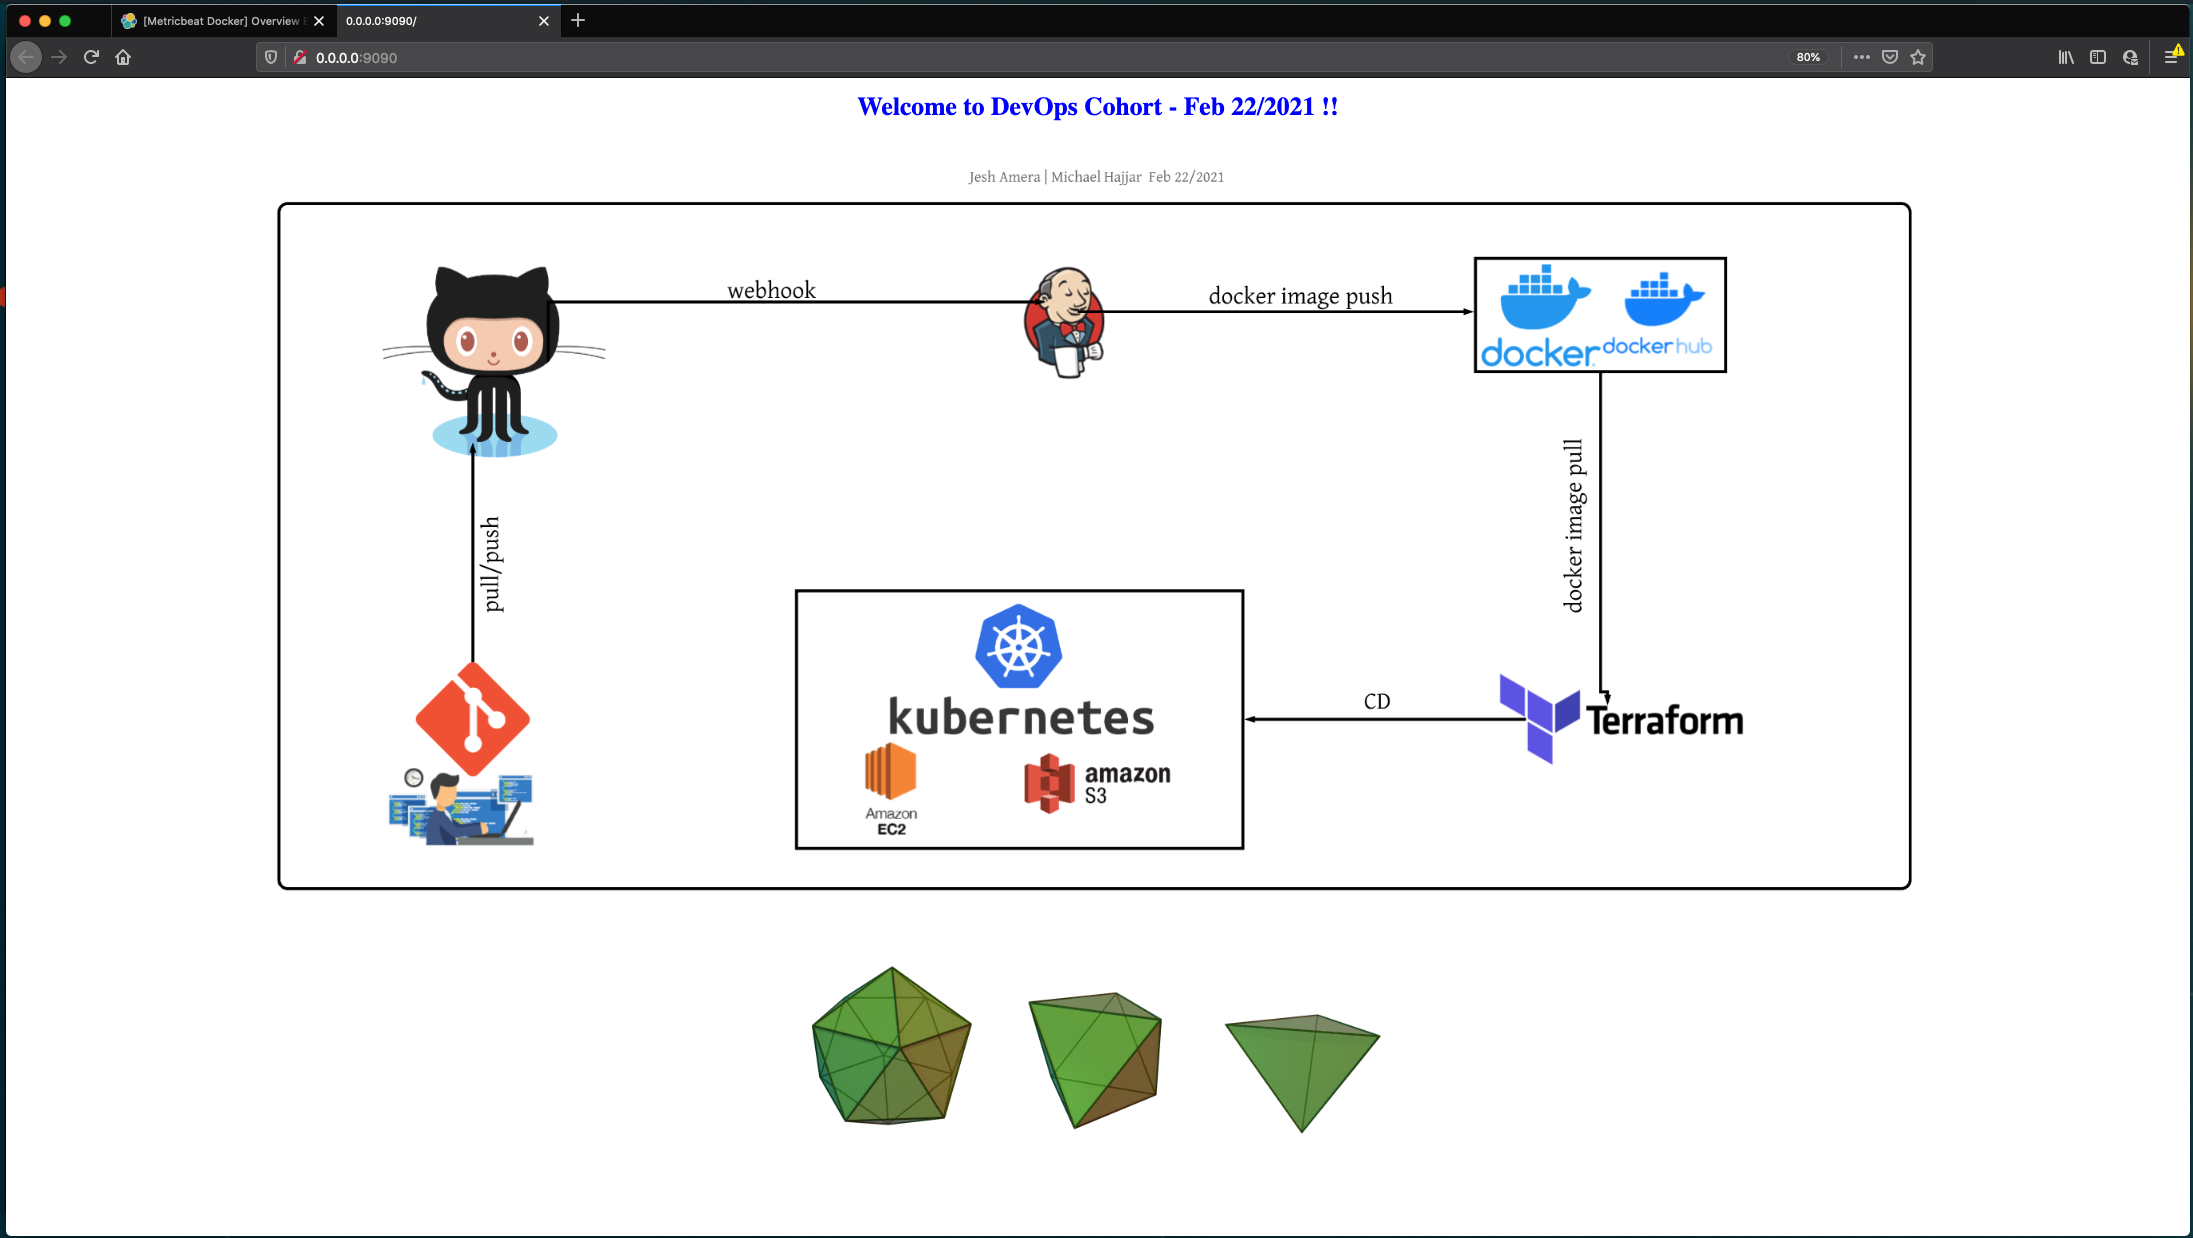 [Metricbeat Docker] Overview
0.0.0.0:9090/
0.0.0.0:9090
80%
Welcome to DevOps Cohort - Feb 22/2021 !!
Jesh Amera | Michael Hajjar Feb 22/2021
webhook
docker image push
docker
dockerhub
docker image pull
pull/push
kubernetes
CD
Terraform
amazon
S3
Amazon
EC2